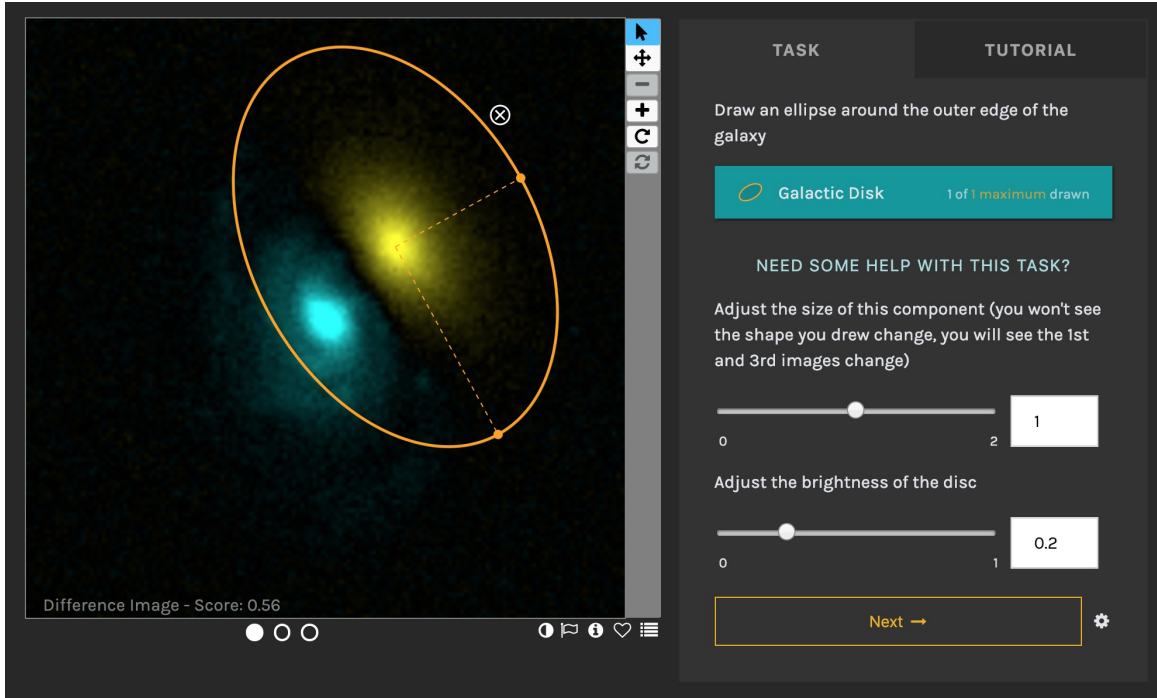 Difference Image - Score: 0.56
TASK
TUTORIAL
Draw an ellipse around the outer edge of the
galaxy
Galactic Disk
1 of 1 maximum drawn
NEED SOME HELP WITH THIS TASK?
Adjust the size of this component (you won't see
the shape you drew change, you will see the 1st
and 3rd images change)
1
0
2
Adjust the brightness of the disc
0.2
0
1
Next →